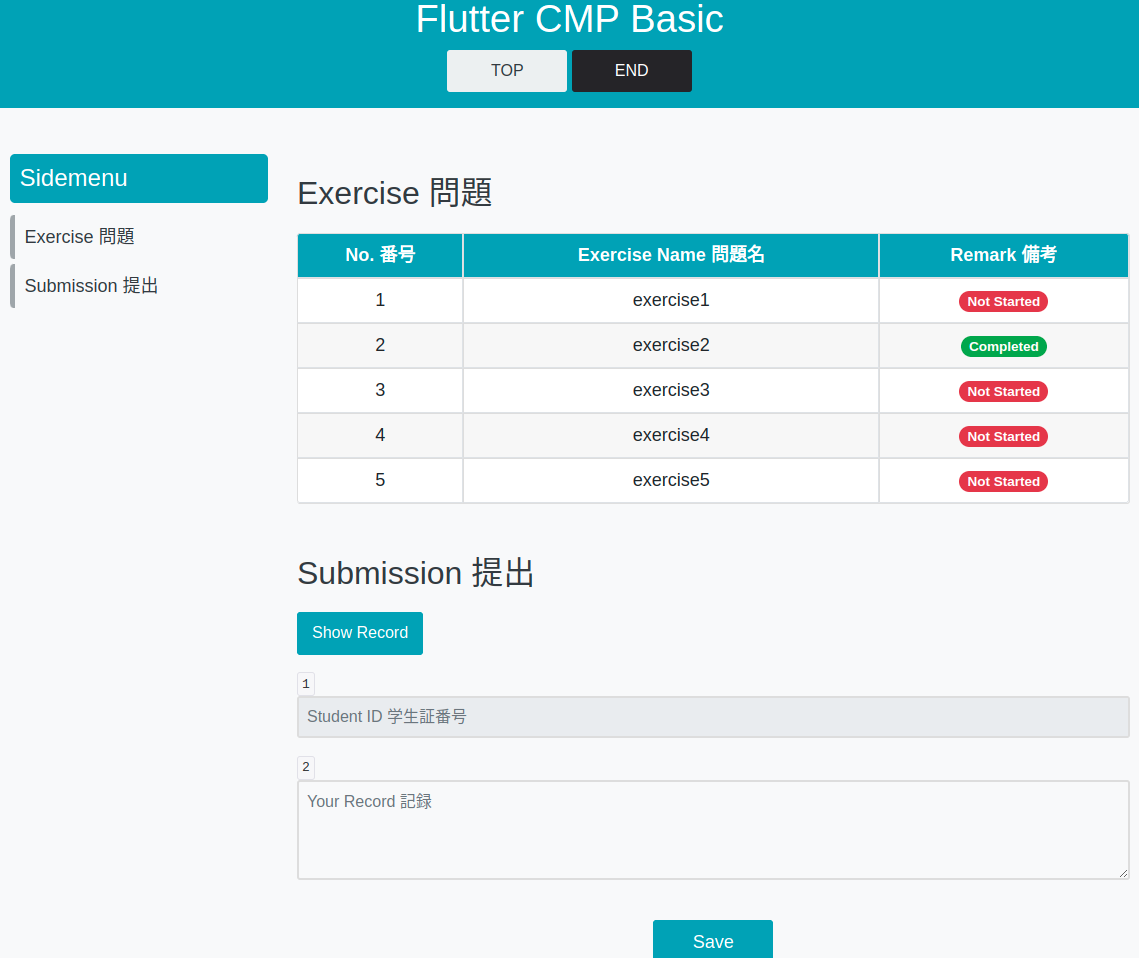 Flutter CMP Basic
TOP END
Sidemenu
Exercise 問題
Submission 提出
Exercise 問題
No. 番号 Exercise Name 問題名 Remark 備考
1 exercise1 Not Started
2 exercise2 Completed
3 exercise3 Not Started
4 exercise4 Not Started
5 exercise5 Not Started
Submission 提出
Show Record
1
Student ID 学生証番号
2
Your Record 記録
Save